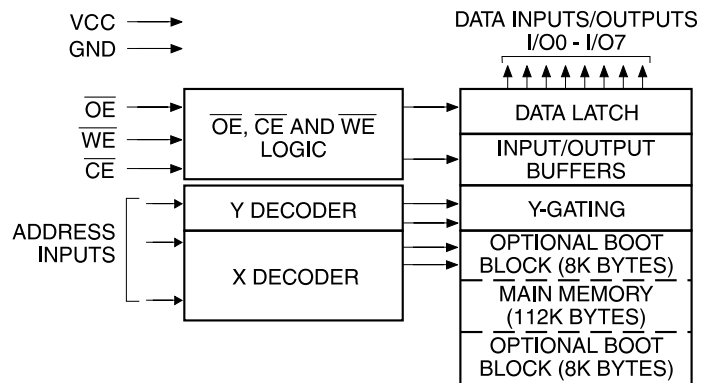 VCC
GND
OE
WE
CE
ADDRESS
INPUTS
OE, CE AND WE
LOGIC
Y DECODER
X DECODER
DATA INPUTS/OUTPUTS
I/O0 - I/O7
DATA LATCH
INPUT/OUTPUT
BUFFERS
Y-GATING
OPTIONAL BOOT
BLOCK (8K BYTES)
MAIN MEMORY
(112K BYTES)
OPTIONAL BOOT
BLOCK (8K BYTES)